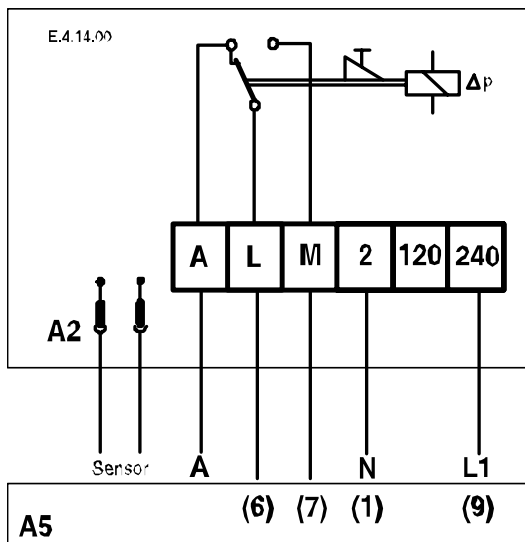 E.4.14.00
Δp
A L M 2 120 240
A2
Sensor A N L1
(6) (7) (1) (9)
A5